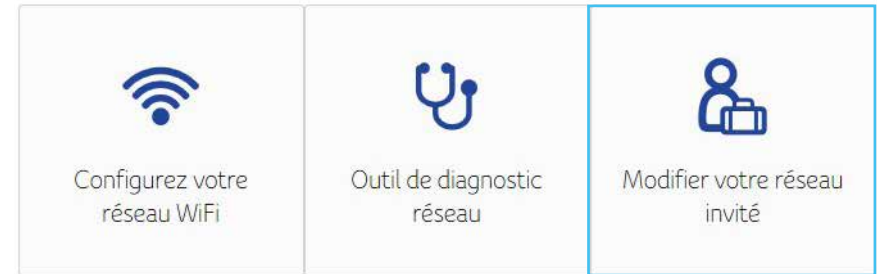 Configurez votre
réseau WiFi
Outil de diagnostic
réseau
Modifier votre réseau
invité